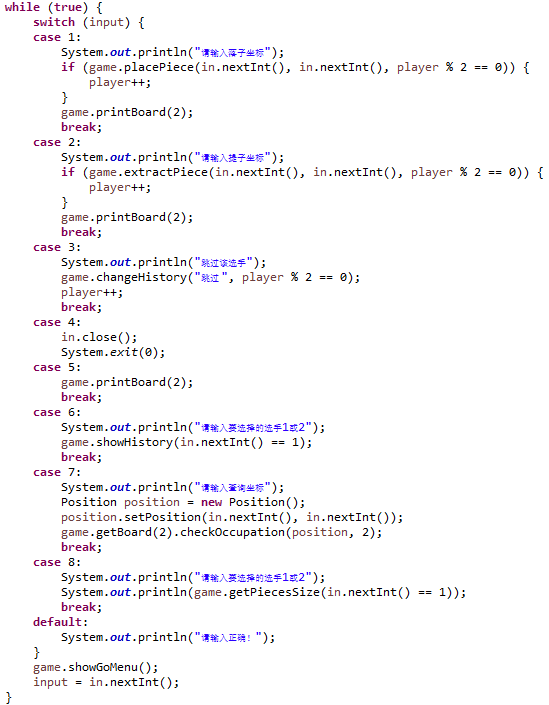 while (true) {
    switch (input) {
    case 1:
        System.out.println("请输入落子坐标");
        if (game.placePiece(in.nextInt(), in.nextInt(), player % 2 == 0)) {
            player++;
        }
        game.printBoard(2);
        break;
    case 2:
        System.out.println("请输入提子坐标");
        if (game.extractPiece(in.nextInt(), in.nextInt(), player % 2 == 0)) {
            player++;
        }
        game.printBoard(2);
        break;
    case 3:
        System.out.println("跳过该选手");
        game.changeHistory("跳过", player % 2 == 0);
        player++;
        break;
    case 4:
        in.close();
        System.exit(0);
    case 5:
        game.printBoard(2);
        break;
    case 6:
        System.out.println("请输入要选择的选手1或2");
        game.showHistory(in.nextInt() == 1);
        break;
    case 7:
        System.out.println("请输入查询坐标");
        Position position = new Position();
        position.setPosition(in.nextInt(), in.nextInt());
        game.getBoard(2).checkOccupation(position, 2);
        break;
    case 8:
        System.out.println("请输入要选择的选手1或2");
        System.out.println(game.getPiecesSize(in.nextInt() == 1));
        break;
    default:
        System.out.println("请输入正确！");
    }
    game.showGoMenu();
    input = in.nextInt();
}